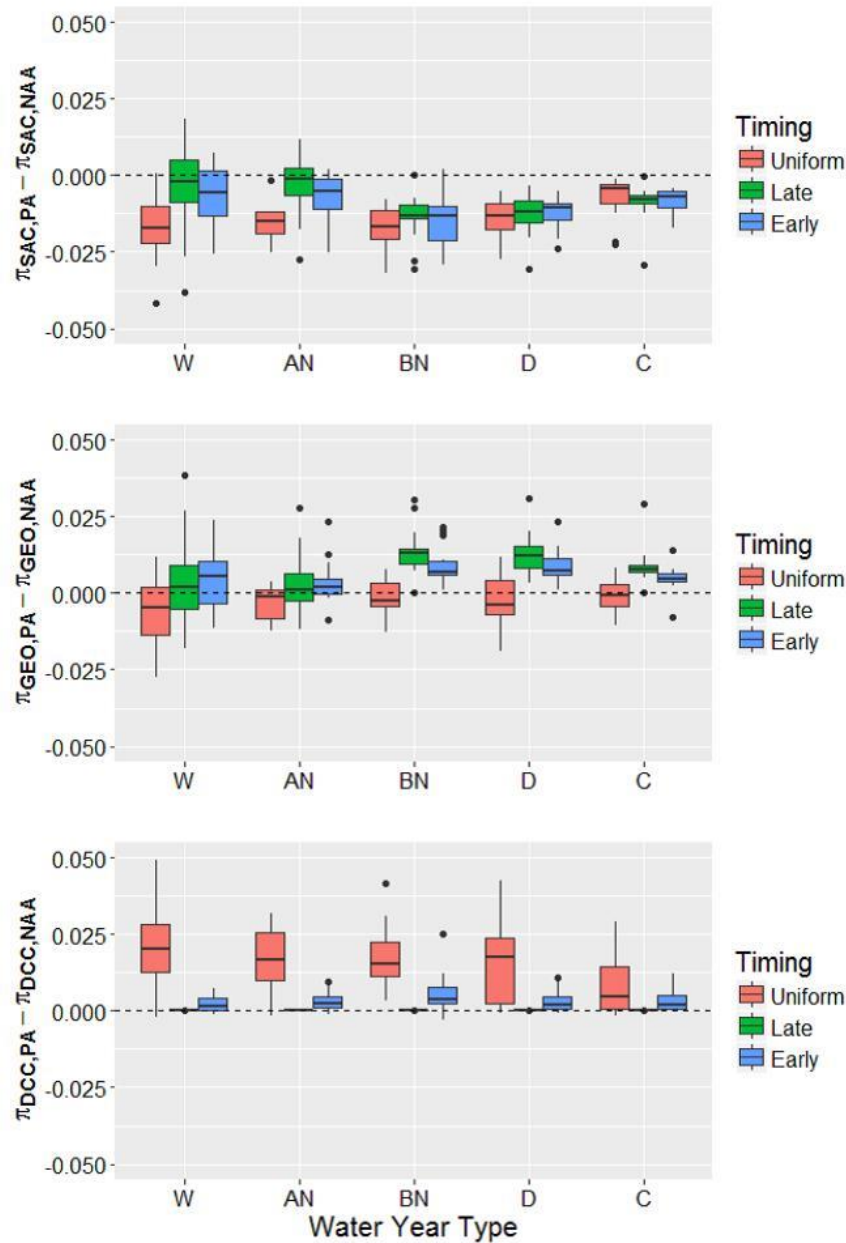 πSAC,PA − πSAC,NAA
0.050
0.025
0.000
-0.025
-0.050
W AN BN D C
Timing
Uniform
Late
Early
πGEO,PA − πGEO,NAA
0.050
0.025
0.000
-0.025
-0.050
W AN BN D C
Timing
Uniform
Late
Early
πDCC,PA − πDCC,NAA
0.050
0.025
0.000
-0.025
-0.050
W AN BN D C
Water Year Type
Timing
Uniform
Late
Early